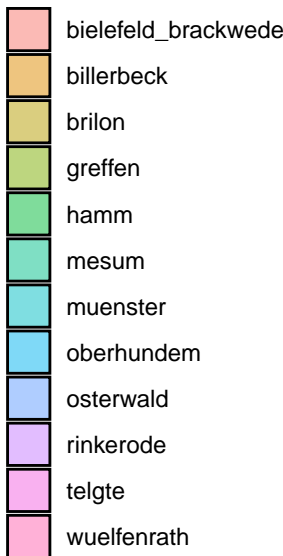 bielefeld_brackwede
billerbeck
brilon
greffen
hamm
mesum
muenster
oberhundem
osterwald
rinkerode
telgte
wuelfenrath